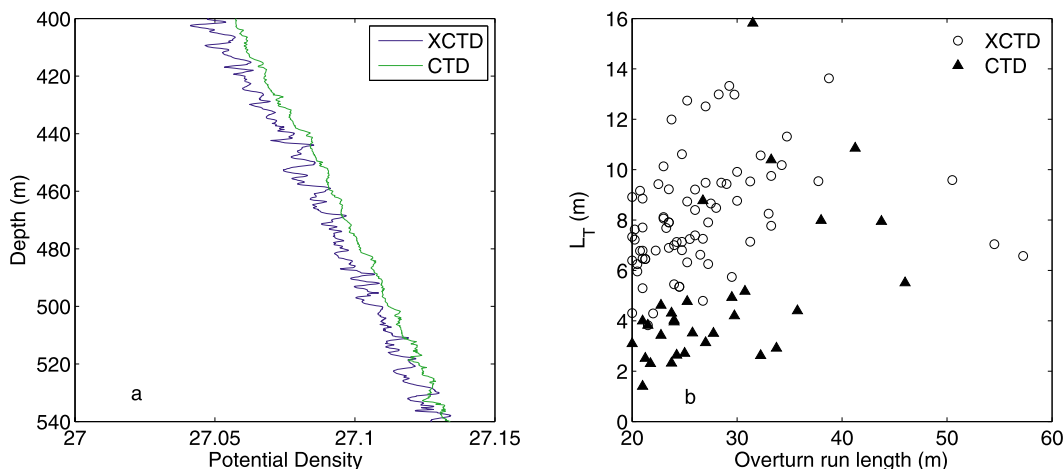 400
420
440
460
480
500
520
540
Depth (m)
27
27.05
27.1
27.15
Potential Density
XCTD
CTD
a
16
14
12
10
8
6
4
2
0
L_T (m)
20
30
40
50
60
Overturn run length (m)
XCTD
CTD
b